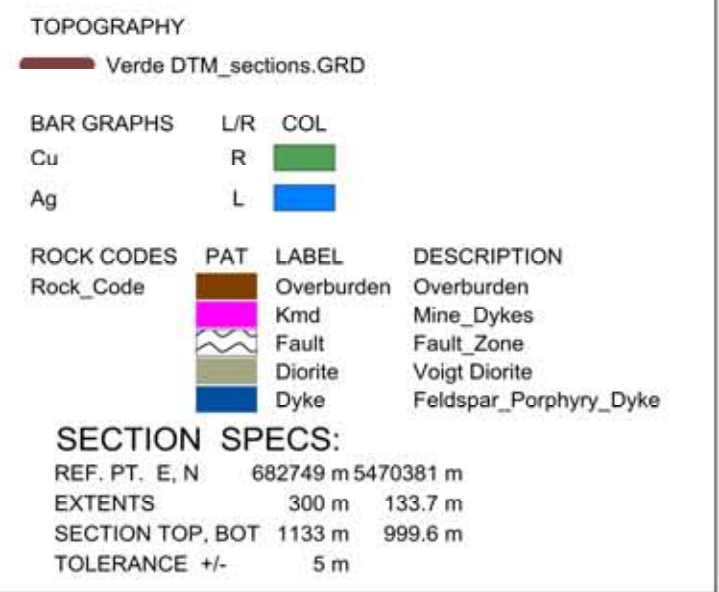 TOPOGRAPHY
Verde DTM_sections.GRD
BAR GRAPHS L/R COL
Cu R
Ag L
ROCK CODES PAT LABEL DESCRIPTION
Rock_Code Overburden Overburden
Kmd Mine_Dykes
Fault Fault_Zone
Diorite Voigt Diorite
Dyke Feldspar_Porphyry_Dyke
SECTION SPECS:
REF. PT. E, N 682749 m 5470381 m
EXTENTS 300 m 133.7 m
SECTION TOP, BOT 1133 m 999.6 m
TOLERANCE +/- 5 m